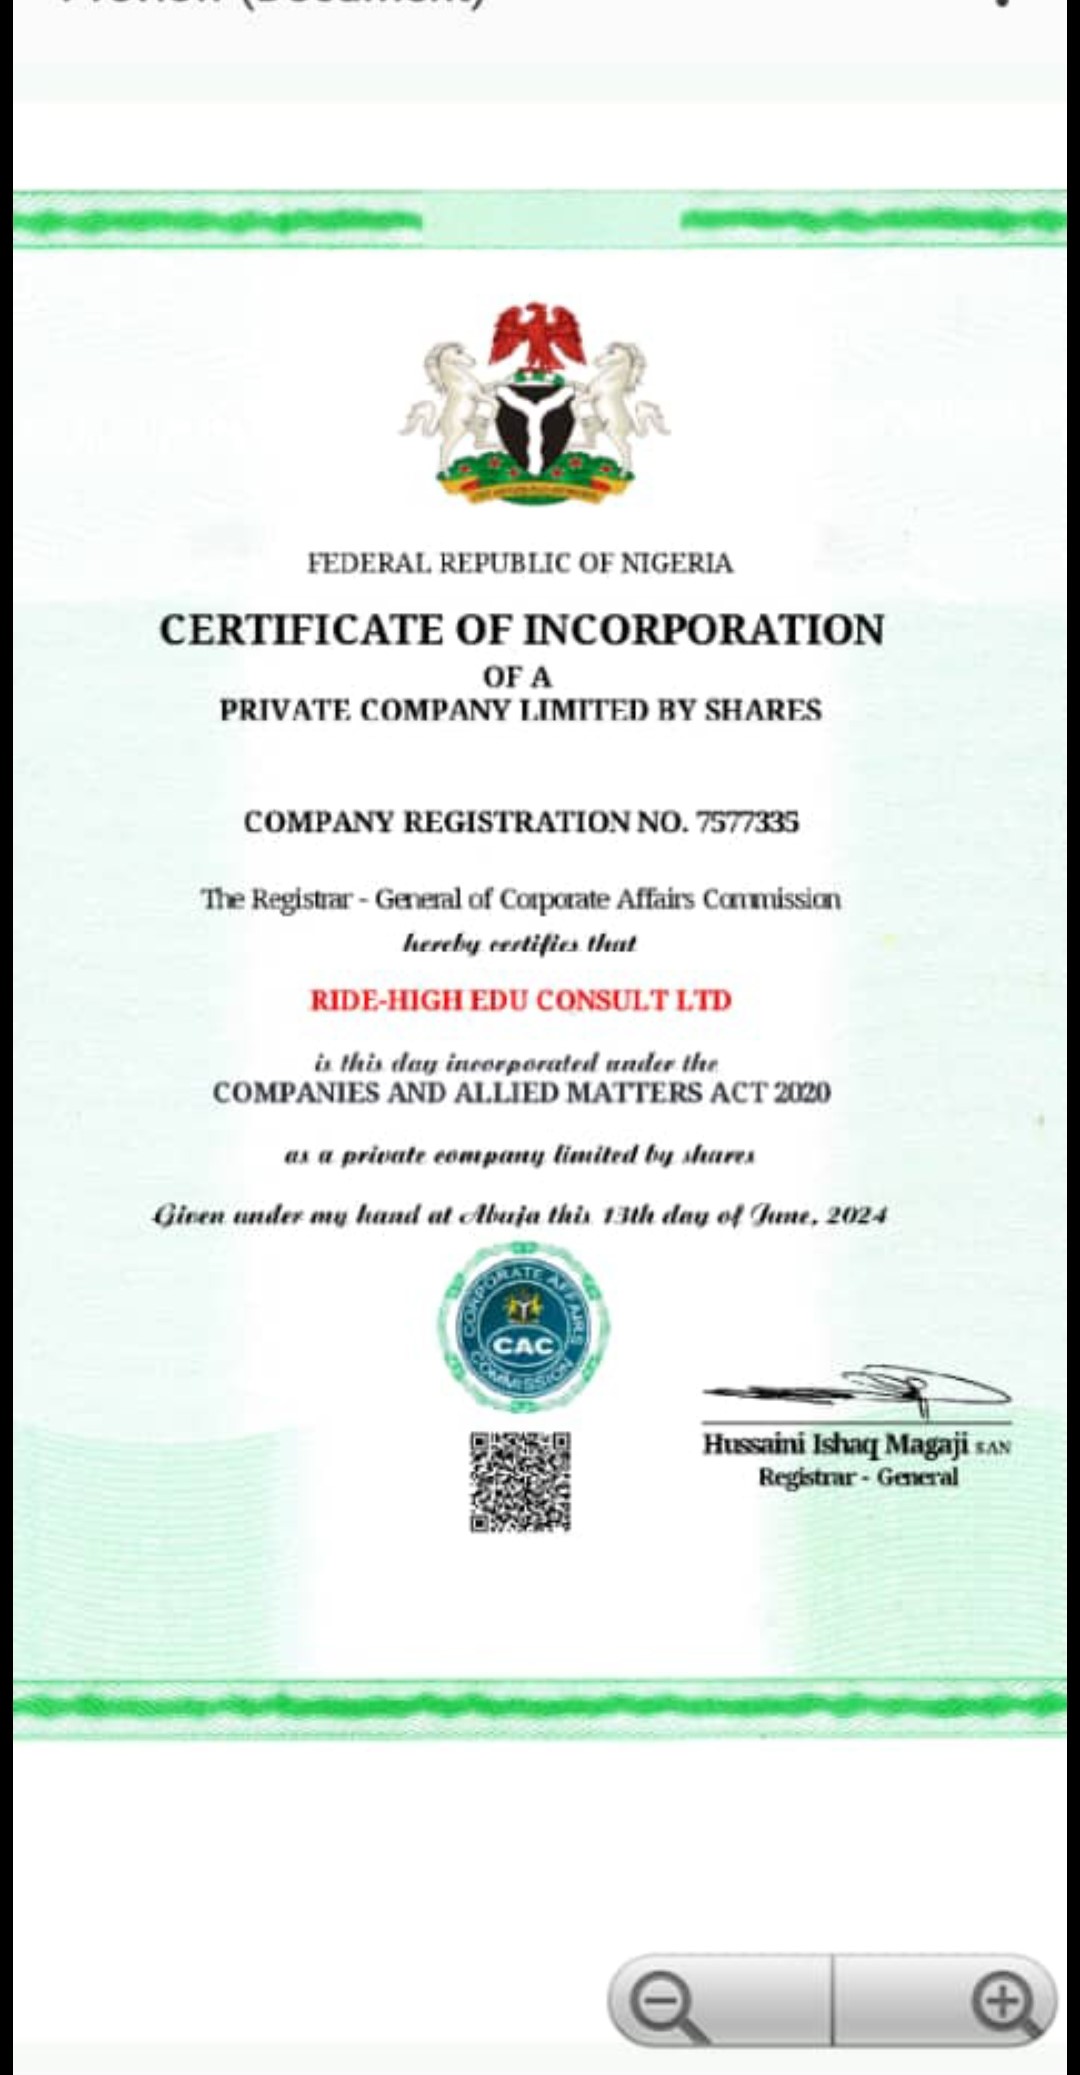 FEDERAL REPUBLIC OF NIGERIA
CERTIFICATE OF INCORPORATION
OF A
PRIVATE COMPANY LIMITED BY SHARES
COMPANY REGISTRATION NO. 7577335
The Registrar - General of Corporate Affairs Commission
hereby certifies that
RIDE-HIGH EDU CONSULT LTD
is this day incorporated under the
COMPANIES AND ALLIED MATTERS ACT 2020
as a private company limited by shares
Given under my hand at Abuja this 13th day of June, 2024
CORPORATE AFFAIRS
CAC
COMMISSION
Hussaini Ishaq Magaji SAN
Registrar - General